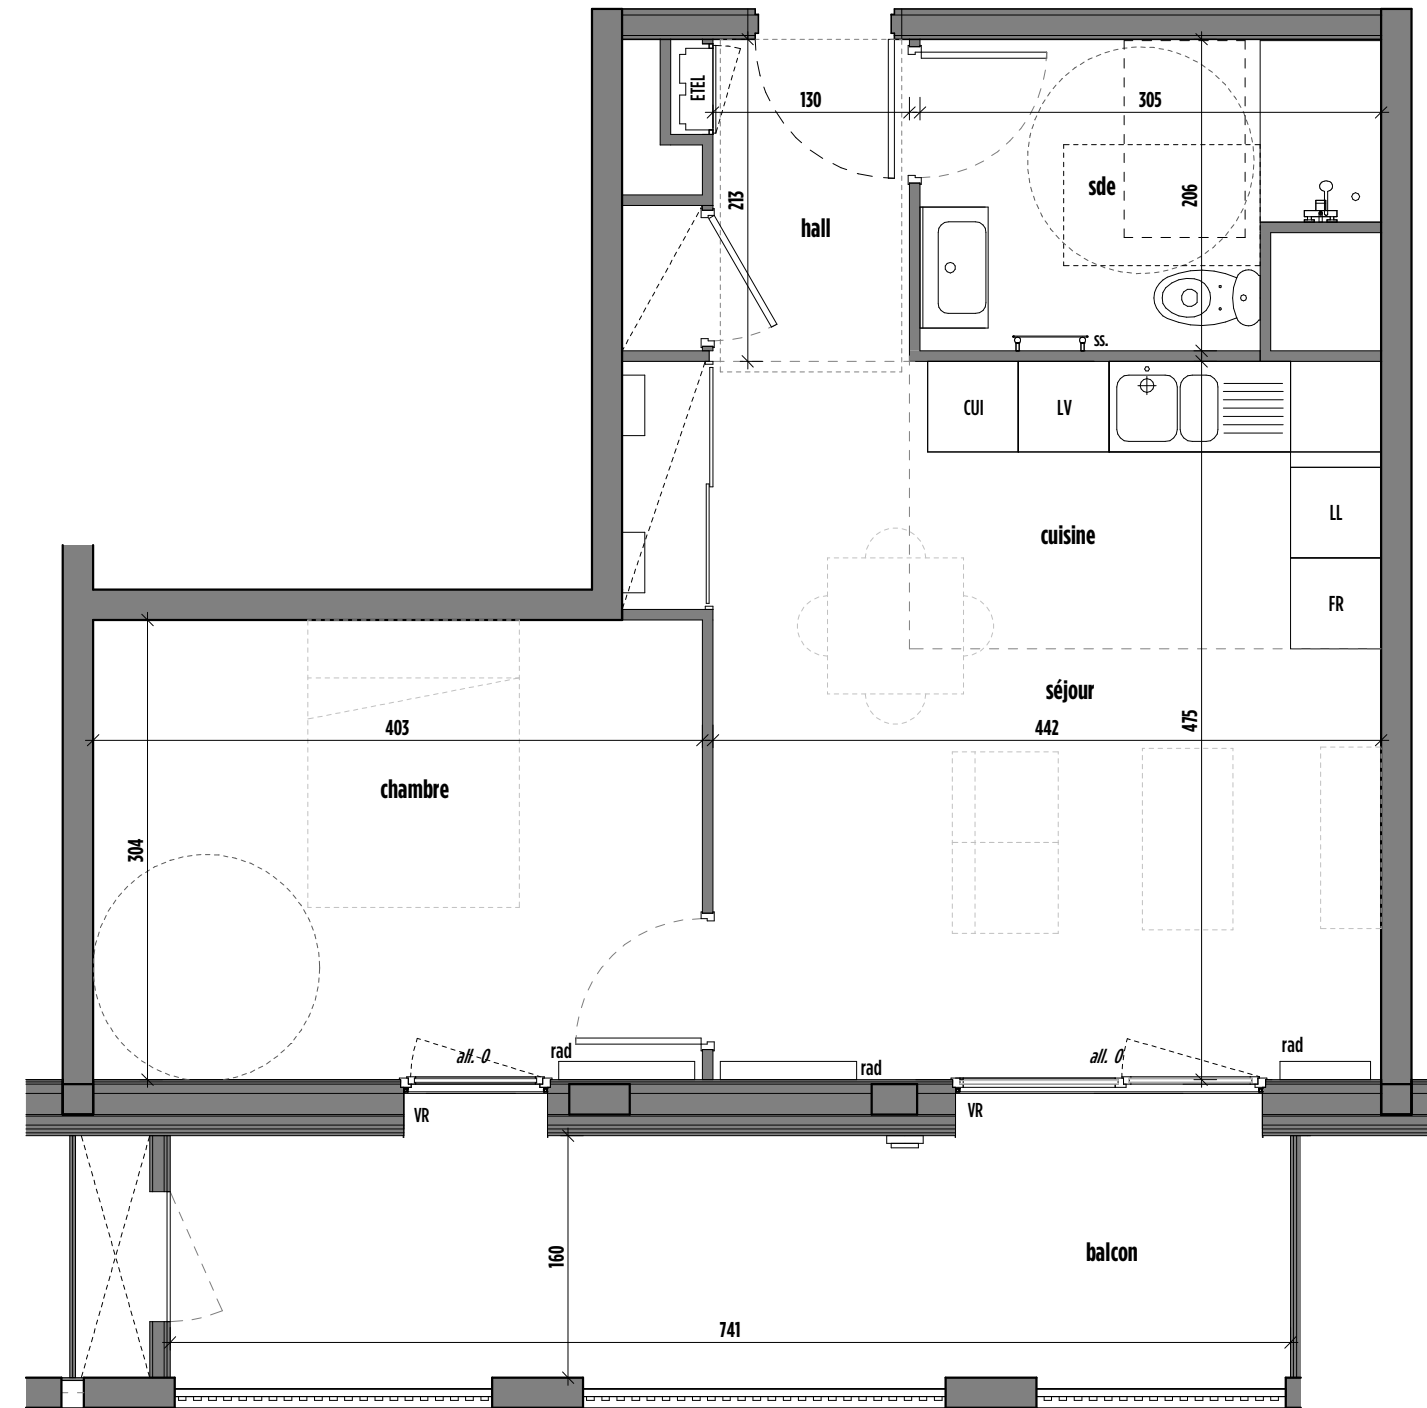 ETEL
130
305
213
hall
sde
206
ss.
CUI
LV
cuisine
LL
FR
séjour
403
442
475
chambre
304
rad
all. 0
rad
all. 0
rad
VR
VR
160
balcon
741